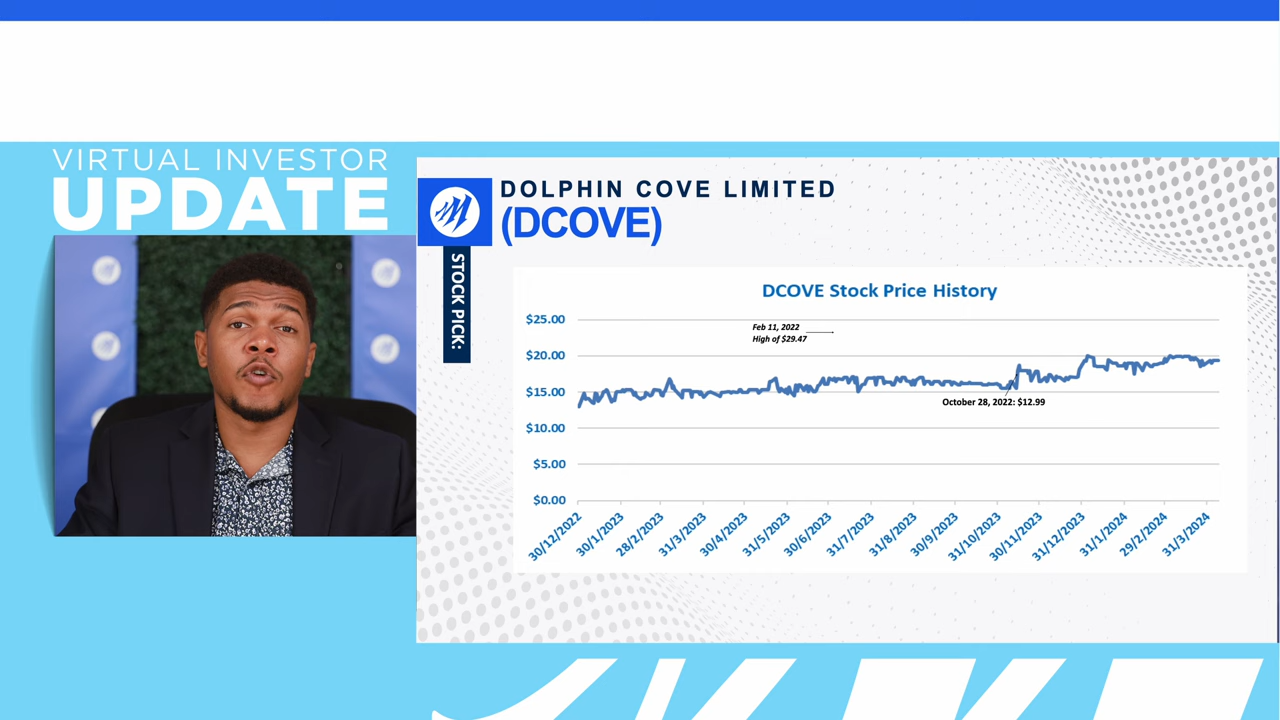 VIRTUAL INVESTOR
UPDATE
DOLPHIN COVE LIMITED
(DCOVE)
STOCK PICK:
DCOVE Stock Price History
$25.00
$20.00
$15.00
$10.00
$5.00
$0.00
Feb 11, 2022
High of $29.47
October 28, 2022: $12.99
30/12/2022
30/1/2023
28/2/2023
31/3/2023
30/4/2023
31/5/2023
30/6/2023
31/7/2023
31/8/2023
30/9/2023
31/10/2023
30/11/2023
31/12/2023
31/1/2024
29/2/2024
31/3/2024